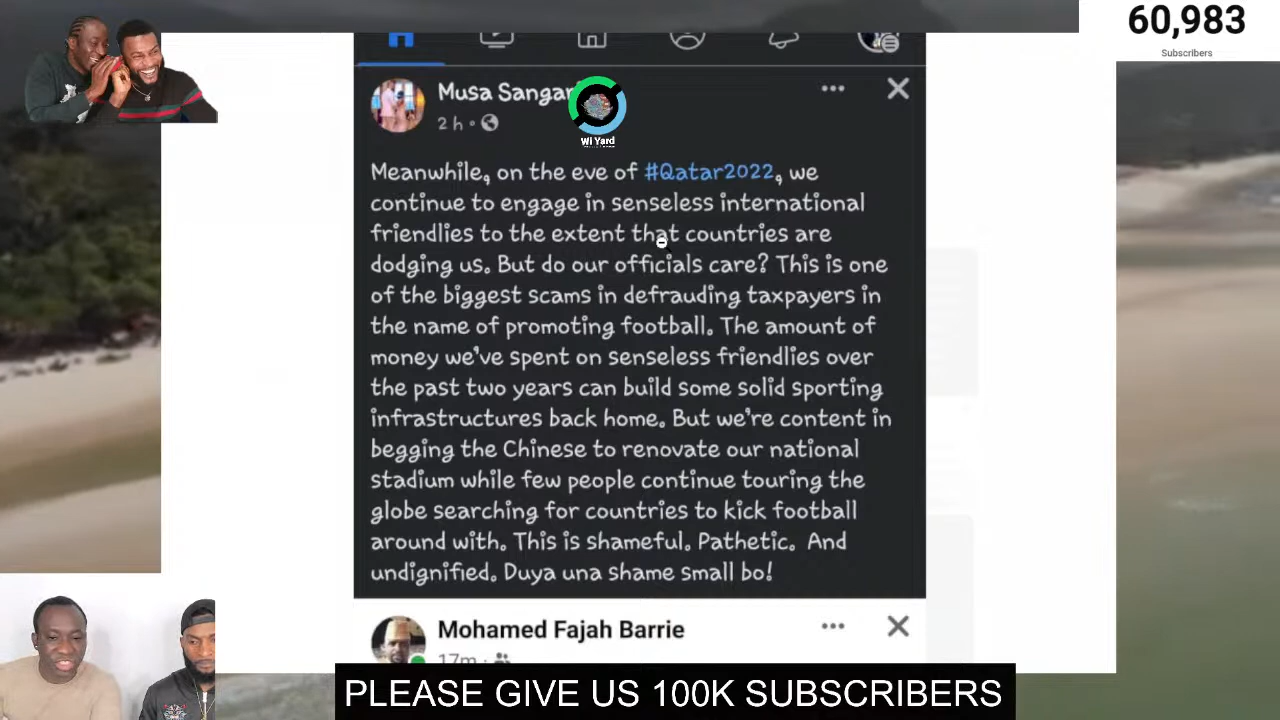 60,983
Subscribers
Musa Sangar
2 h
Wi Yard
Meanwhile, on the eve of #Qatar2022, we
continue to engage in senseless international
friendlies to the extent that countries are
dodging us. But do our officials care? This is one
of the biggest scams in defrauding taxpayers in
the name of promoting football. The amount of
money we've spent on senseless friendlies over
the past two years can build some solid sporting
infrastructures back home. But we're content in
begging the Chinese to renovate our national
stadium while few people continue touring the
globe searching for countries to kick football
around with. This is shameful. Pathetic. And
undignified. Duya una shame small bo!
Mohamed Fajah Barrie
17m
PLEASE GIVE US 100K SUBSCRIBERS